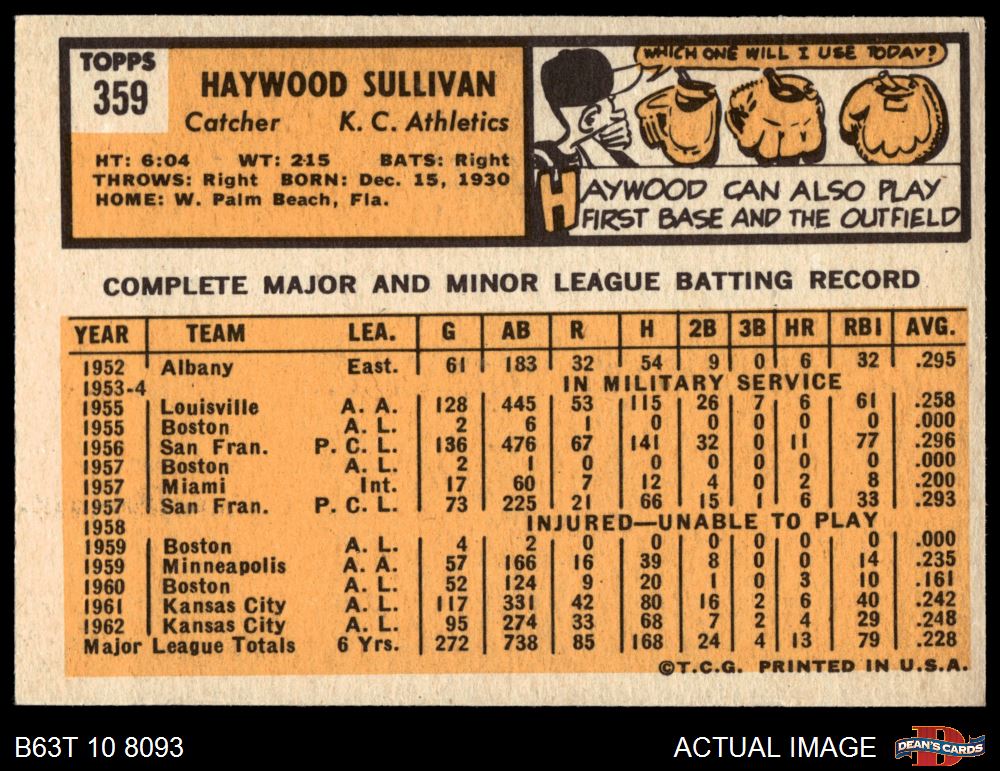 TOPPS
359
HAYWOOD SULLIVAN
Catcher K. C. Athletics
HT: 6:04 WT: 215 BATS: Right
THROWS: Right BORN: Dec. 15, 1930
HOME: W. Palm Beach, Fla.
WHICH ONE WILL I USE TODAY?
HAYWOOD CAN ALSO PLAY
FIRST BASE AND THE OUTFIELD
COMPLETE MAJOR AND MINOR LEAGUE BATTING RECORD
YEAR TEAM LEA. G AB R H 2B 3B HR RBI AVG.
1952 Albany East. 61 183 32 54 9 0 6 32 .295
1953-4 IN MILITARY SERVICE
1955 Louisville A. A. 128 445 53 115 26 7 6 61 .258
1955 Boston A. L. 2 6 1 0 0 0 0 0 .000
1956 San Fran. P. C. L. 136 476 67 141 32 0 11 77 .296
1957 Boston A. L. 2 1 0 0 0 0 0 0 .000
1957 Miami Int. 17 60 7 12 4 0 2 8 .200
1957 San Fran. P. C. L. 73 225 21 66 15 1 6 33 .293
1958 INJURED—UNABLE TO PLAY
1959 Boston A. L. 4 2 0 0 0 0 0 0 .000
1959 Minneapolis A. A. 57 166 16 39 8 0 0 14 .235
1960 Boston A. L. 52 124 9 20 1 0 3 10 .161
1961 Kansas City A. L. 117 331 42 80 16 2 6 40 .242
1962 Kansas City A. L. 95 274 33 68 7 2 4 29 .248
Major League Totals 6 Yrs. 272 738 85 168 24 4 13 79 .228
©T.C.G. PRINTED IN U.S.A.
B63T 10 8093 ACTUAL IMAGE
D
DEAN'S CARDS